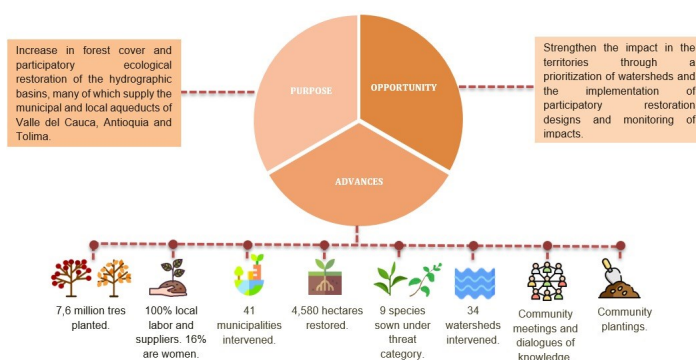 Increase in forest cover and
participatory ecological
restoration of the hydrographic
basins, many of which supply the
municipal and local aqueducts of
Valle del Cauca, Antioquia and
Tolima.
PURPOSE
OPPORTUNITY
ADVANCES
Strengthen the impact in the
territories through a
prioritization of watersheds and
the implementation of
participatory restoration
designs and monitoring of
impacts.
7,6 million tres
planted.
100% local
labor and
suppliers. 16%
are women.
41
municipalities
intervened.
4,580 hectares
restored.
9 species
sown under
threat
category.
34
watersheds
intervened.
Community
meetings and
dialogues of
knowledge
Community
plantings.